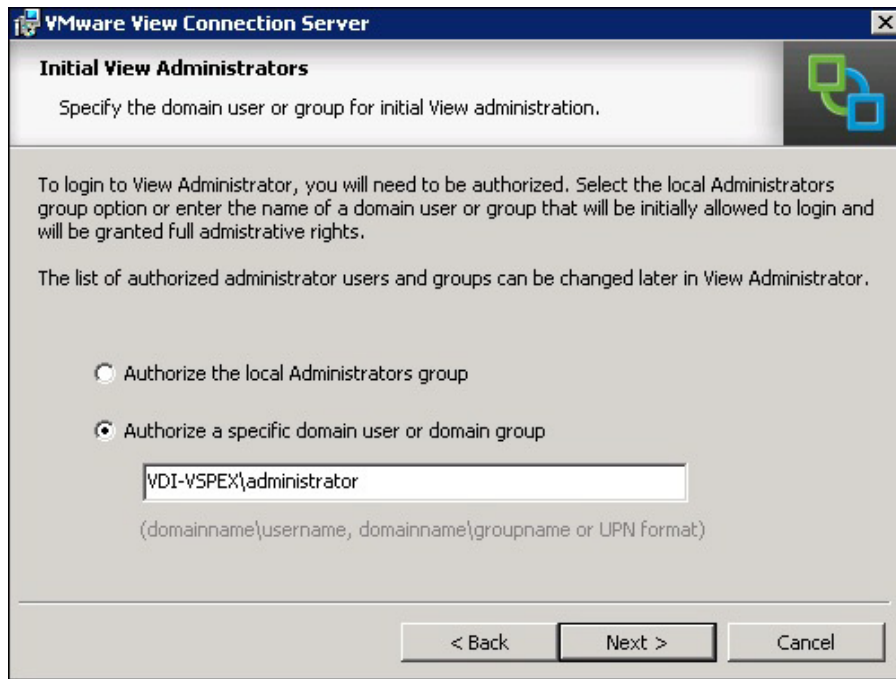 VMware View Connection Server
Initial View Administrators
Specify the domain user or group for initial View administration.
To login to View Administrator, you will need to be authorized. Select the local Administrators
group option or enter the name of a domain user or group that will be initially allowed to login and
will be granted full admistrative rights.
The list of authorized administrator users and groups can be changed later in View Administrator.
Authorize the local Administrators group
Authorize a specific domain user or domain group
VDI-VSPEX\administrator
(domainname\username, domainname\groupname or UPN format)
< Back
Next >
Cancel